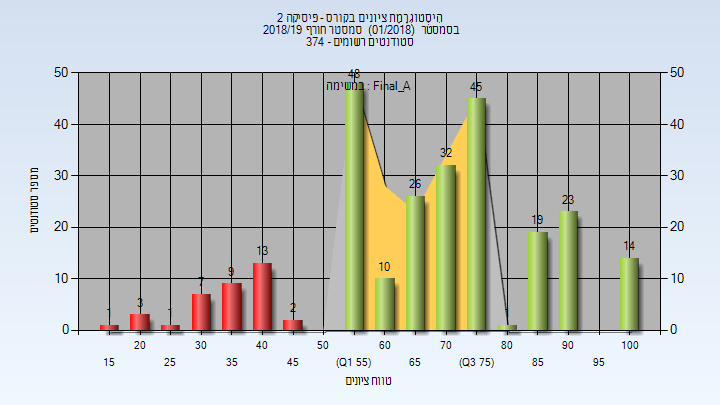 היסטוגרמת ציונים בקורס - פיסיקה 2
בסמסטר (01/2018) סמסטר חורף 2018/19
סטודנטים רשומים - 374
במשימה : Final_A
מספר סטודנטים
50 40 30 20 10 0
50 40 30 20 10 0
1 3 1 7 9 13 2 48 10 26 32 45 1 19 23 14
20 30 40 50 60 70 80 90 100
15 25 35 45 (Q1 55) 65 (Q3 75) 85 95
טווח ציונים